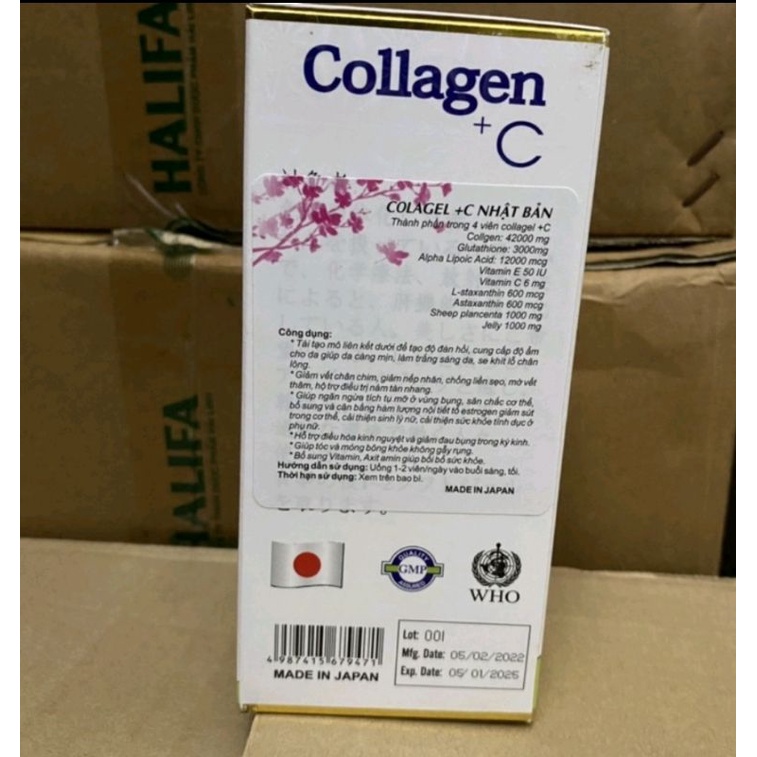 Collagen
+C
COLAGEL +C NHẬT BẢN
Thành phần trong 4 viên collagel +C
Collgen: 42000 mg
Glutathione: 3000mg
Alpha Lipoic Acid: 12000 mcg
Vitamin E 50 IU
Vitamin C 6 mg
L-staxanthin 600 mcg
Astaxanthin 600 mcg
Sheep plancenta 1000 mg
Jelly 1000 mg
Công dụng:
* Tái tạo mô liên kết dưới để tạo độ đàn hồi, cung cấp độ ẩm
cho da giúp da căng mịn, làm trắng sáng da, se khít lỗ chân
lông.
* Giảm vết chân chim, giảm nếp nhăn, chống liền sẹo, mờ vết
thâm, hộ trợ điều trị nám tàn nhang.
* Giúp ngăn ngừa tích tụ mỡ ở vùng bụng, săn chắc cơ thể,
bổ sung và cân bằng hàm lượng nội tiết tố estrogen giảm sút
trong cơ thể, cải thiện sinh lý nữ, cải thiện sức khỏe tình dục ở
phụ nữ.
* Hỗ trợ điều hòa kinh nguyệt và giảm đau bụng trong kỳ kinh.
* Giúp tóc và móng bóng khỏe không gẫy rụng.
* Bổ sung Vitamin, Axit amin giúp bồi bổ sức khỏe.
Hướng dẫn sử dụng: Uống 1-2 viên/ngày vào buổi sáng, tối.
Thời hạn sử dụng: Xem trên bao bì.
MADE IN JAPAN
QUALITY
GMP
WHO
4 987415 679471
MADE IN JAPAN
Lot: 001
Mfg. Date: 05/02/2022
Exp. Date: 05/01/2025
HALIFA
HALIFA